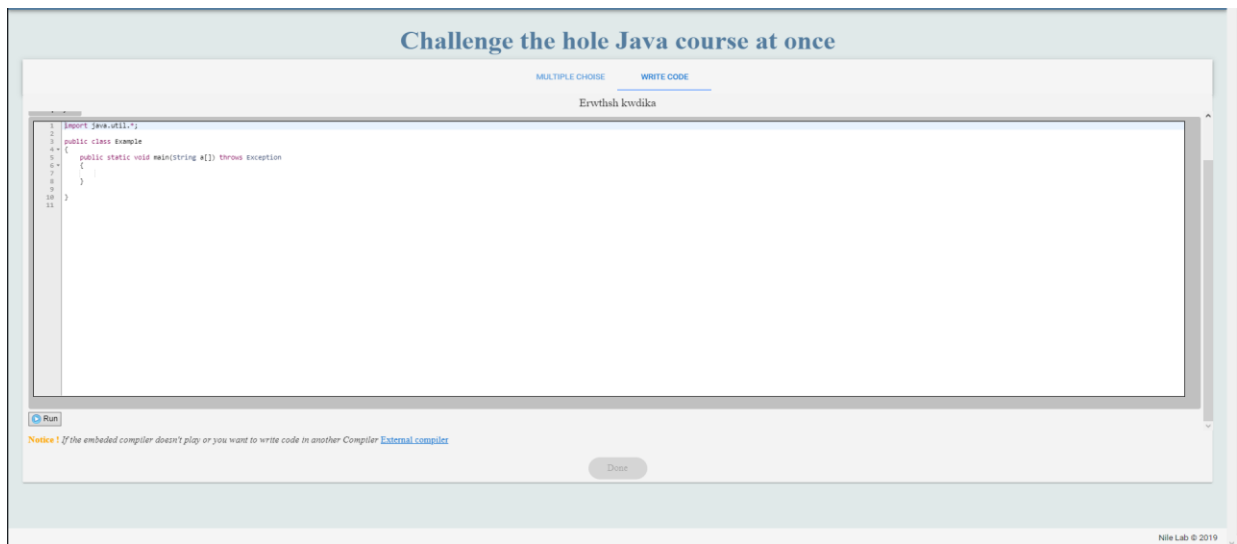 Challenge the hole Java course at once
MULTIPLE CHOISE WRITE CODE
Erwthsh kwdika
1 import java.util.*;
2
3 public class Example
4 {
5 public static void main(String a[]) throws Exception
6 {
7
8 }
9
10 }
11
Run
Notice ! If the embeded compiler doesn't play or you want to write code in another Compiler External compiler
Done
Nile Lab © 2019